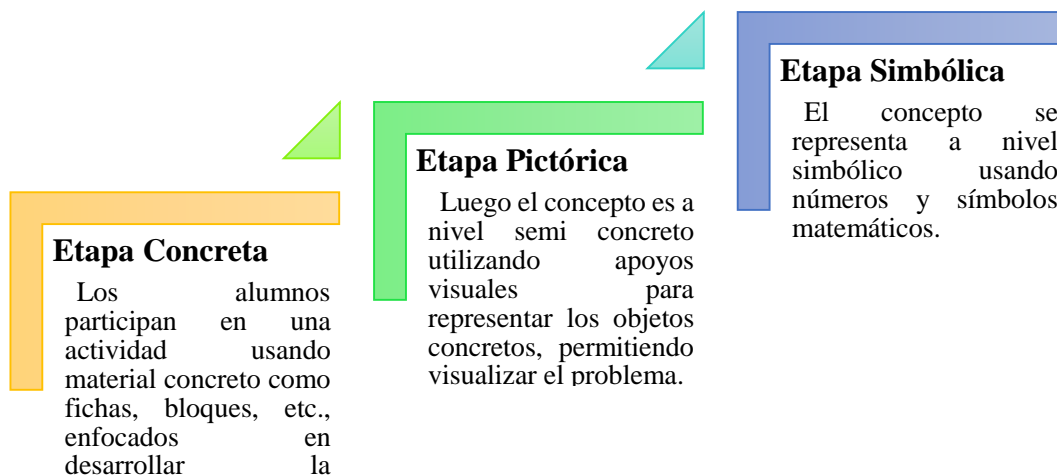 Etapa Concreta
Los alumnos
participan en una
actividad usando
material concreto como
fichas, bloques, etc.,
enfocados en
desarrollar la
Etapa Pictórica
Luego el concepto es a
nivel semi concreto
utilizando apoyos
visuales para
representar los objetos
concretos, permitiendo
visualizar el problema.
Etapa Simbólica
El concepto se
representa a nivel
simbólico usando
números y símbolos
matemáticos.